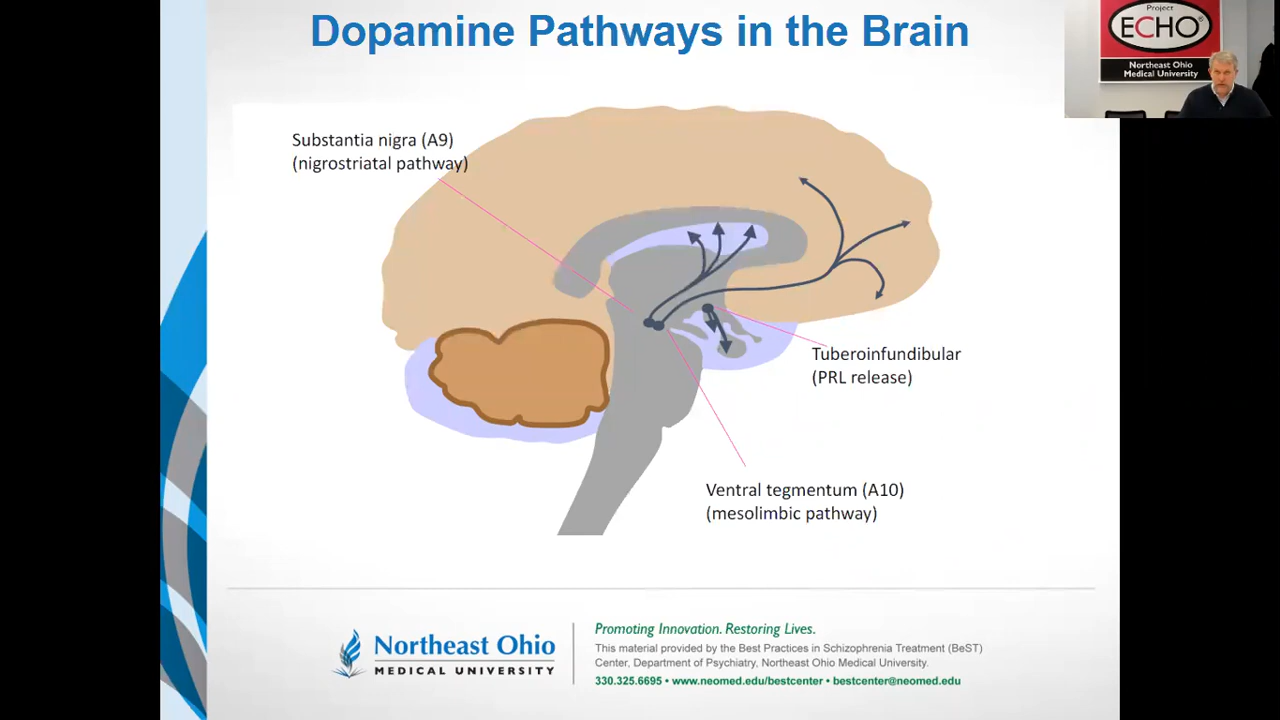 Dopamine Pathways in the Brain
Project
ECHO®
Northeast Ohio
Medical University
Substantia nigra (A9)
(nigrostriatal pathway)
Tuberoinfundibular
(PRL release)
Ventral tegmentum (A10)
(mesolimbic pathway)
Northeast Ohio
MEDICAL UNIVERSITY
Promoting Innovation. Restoring Lives.
This material provided by the Best Practices in Schizophrenia Treatment (BeST)
Center, Department of Psychiatry, Northeast Ohio Medical University.
330.325.6695 • www.neomed.edu/bestcenter • bestcenter@neomed.edu